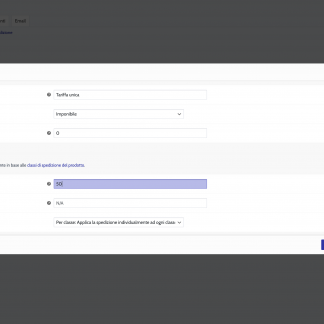 Email
Tariffa unica
Imponibile
0
in base alle classi di spedizione del prodotto.
N/A
Per classe: Applica la spedizione individualmente ad ogni classe